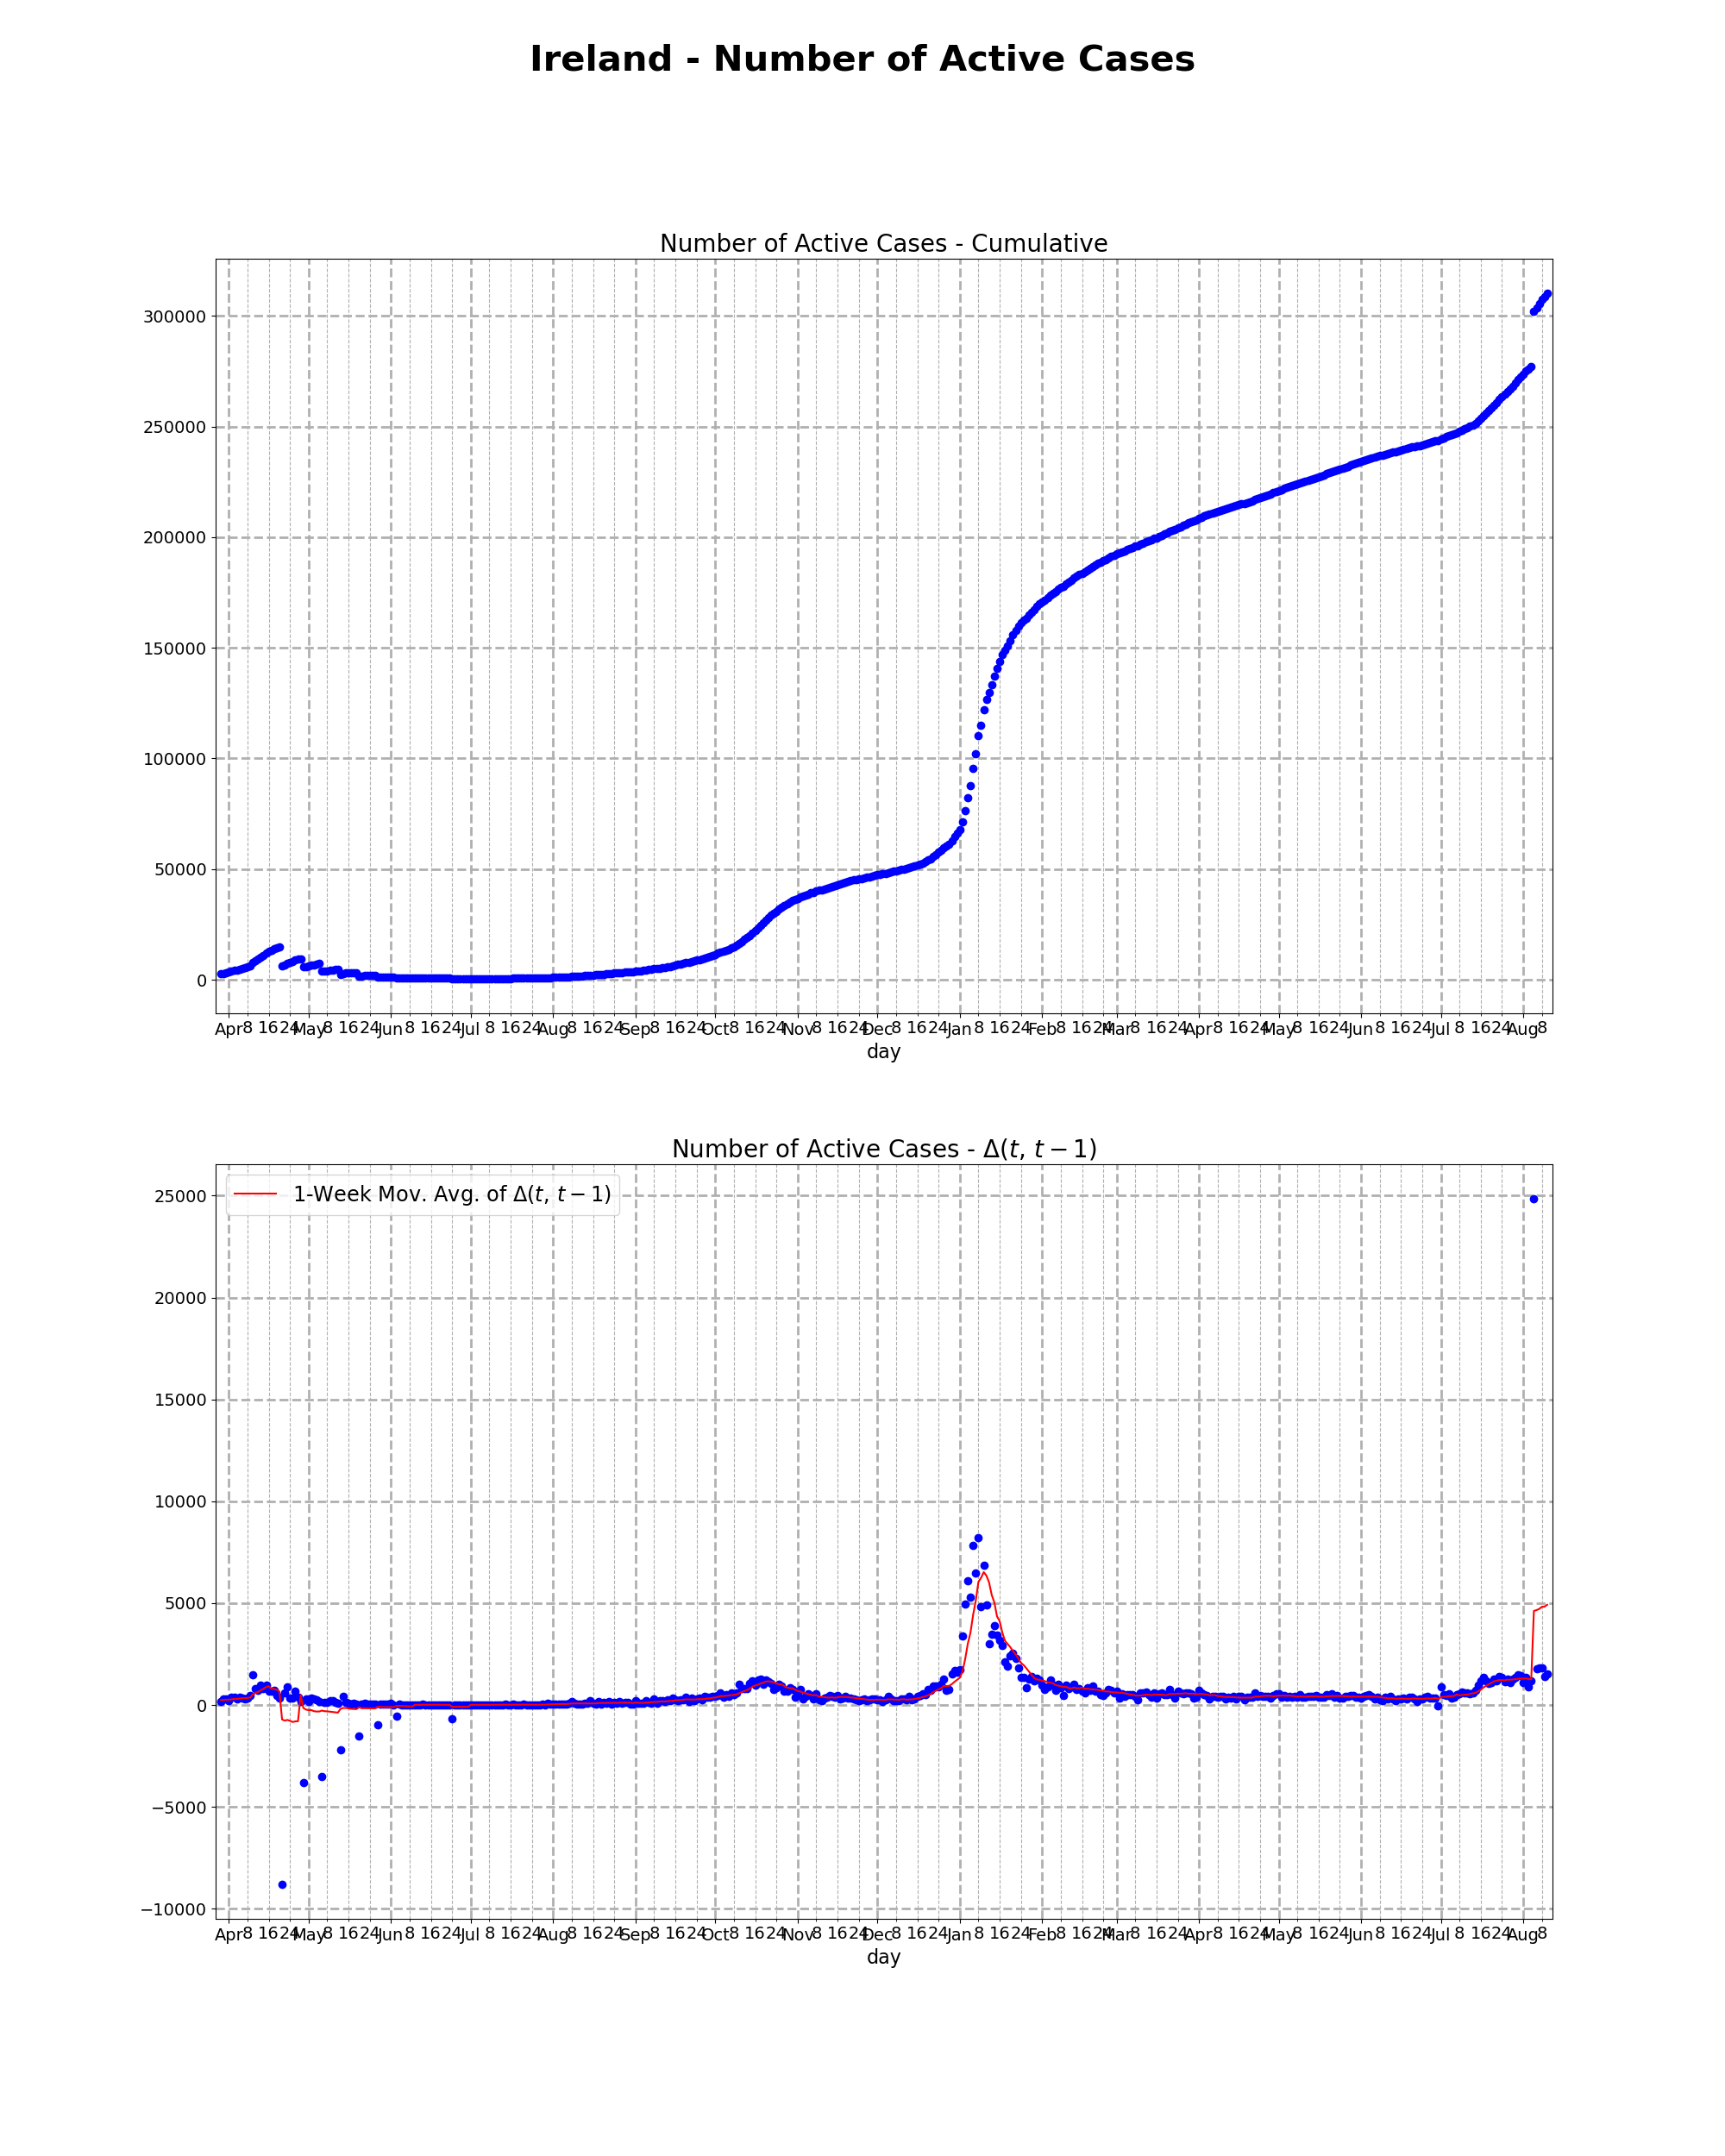 Ireland - Number of Active Cases
Number of Active Cases - Cumulative
300000
250000
200000
150000
100000
50000
0
Apr 8 16 24 May 8 16 24 Jun 8 16 24 Jul 8 16 24 Aug 8 16 24 Sep 8 16 24 Oct 8 16 24 Nov 8 16 24 Dec 8 16 24 Jan 8 16 24 Feb 8 16 24 Mar 8 16 24 Apr 8 16 24 May 8 16 24 Jun 8 16 24 Jul 8 16 24 Aug 8
day
Number of Active Cases - Δ(t, t − 1)
1-Week Mov. Avg. of Δ(t, t − 1)
25000
20000
15000
10000
5000
0
−5000
−10000
Apr 8 16 24 May 8 16 24 Jun 8 16 24 Jul 8 16 24 Aug 8 16 24 Sep 8 16 24 Oct 8 16 24 Nov 8 16 24 Dec 8 16 24 Jan 8 16 24 Feb 8 16 24 Mar 8 16 24 Apr 8 16 24 May 8 16 24 Jun 8 16 24 Jul 8 16 24 Aug 8
day